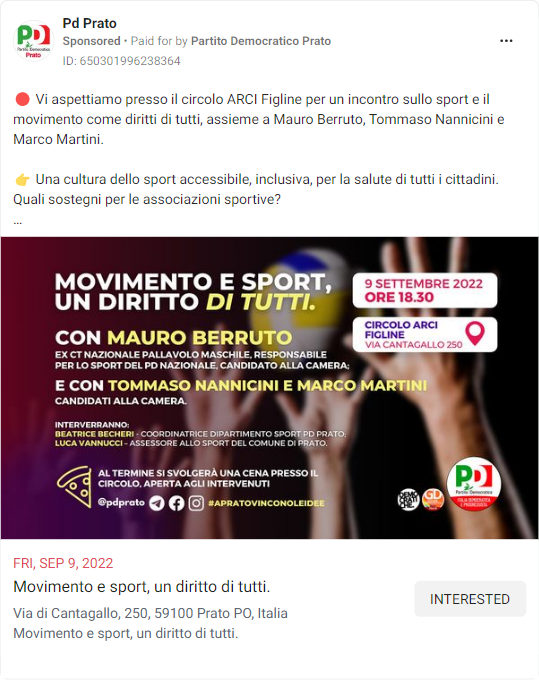 Pd Prato
Sponsored • Paid for by Partito Democratico Prato
ID: 650301996238364
PD
Partito Democratico
Prato
🔴 Vi aspettiamo presso il circolo ARCI Figline per un incontro sullo sport e il
movimento come diritti di tutti, assieme a Mauro Berruto, Tommaso Nannicini e
Marco Martini.
👉 Una cultura dello sport accessibile, inclusiva, per la salute di tutti i cittadini.
Quali sostegni per le associazioni sportive?
...
MOVIMENTO E SPORT,
UN DIRITTO DI TUTTI.
9 SETTEMBRE 2022
ORE 18.30
CIRCOLO ARCI
FIGLINE
VIA CANTAGALLO 250
CON MAURO BERRUTO
EX CT NAZIONALE PALLAVOLO MASCHILE, RESPONSABILE
PER LO SPORT DEL PD NAZIONALE, CANDIDATO ALLA CAMERA;
E CON TOMMASO NANNICINI E MARCO MARTINI
CANDIDATI ALLA CAMERA.
INTERVERRANNO:
BEATRICE BECHERI - COORDINATRICE DIPARTIMENTO SPORT PD PRATO,
LUCA VANNUCCI - ASSESSORE ALLO SPORT DEL COMUNE DI PRATO.
AL TERMINE SI SVOLGERÀ UNA CENA PRESSO IL
CIRCOLO, APERTA AGLI INTERVENUTI
@pdprato #APRATOVINCONOLEIDEE
DEMO
CRATI
CHE
GD
PD
Partito Democratico
ITALIA DEMOCRATICA
E PROGRESSISTA
FRI, SEP 9, 2022
Movimento e sport, un diritto di tutti.
Via di Cantagallo, 250, 59100 Prato PO, Italia
Movimento e sport, un diritto di tutti.
INTERESTED